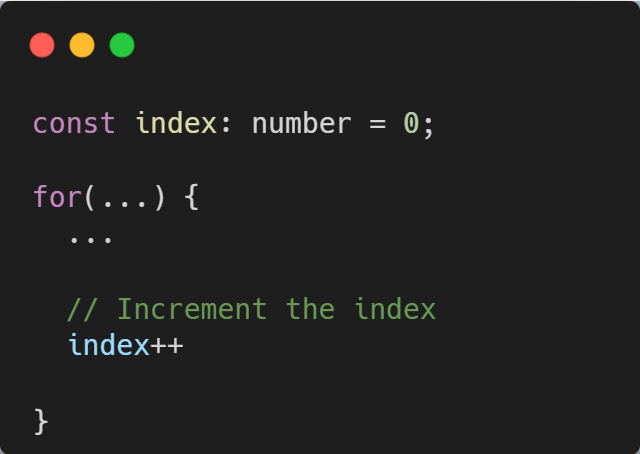 const index: number = 0;
for(...) {
...
// Increment the index
index++
}